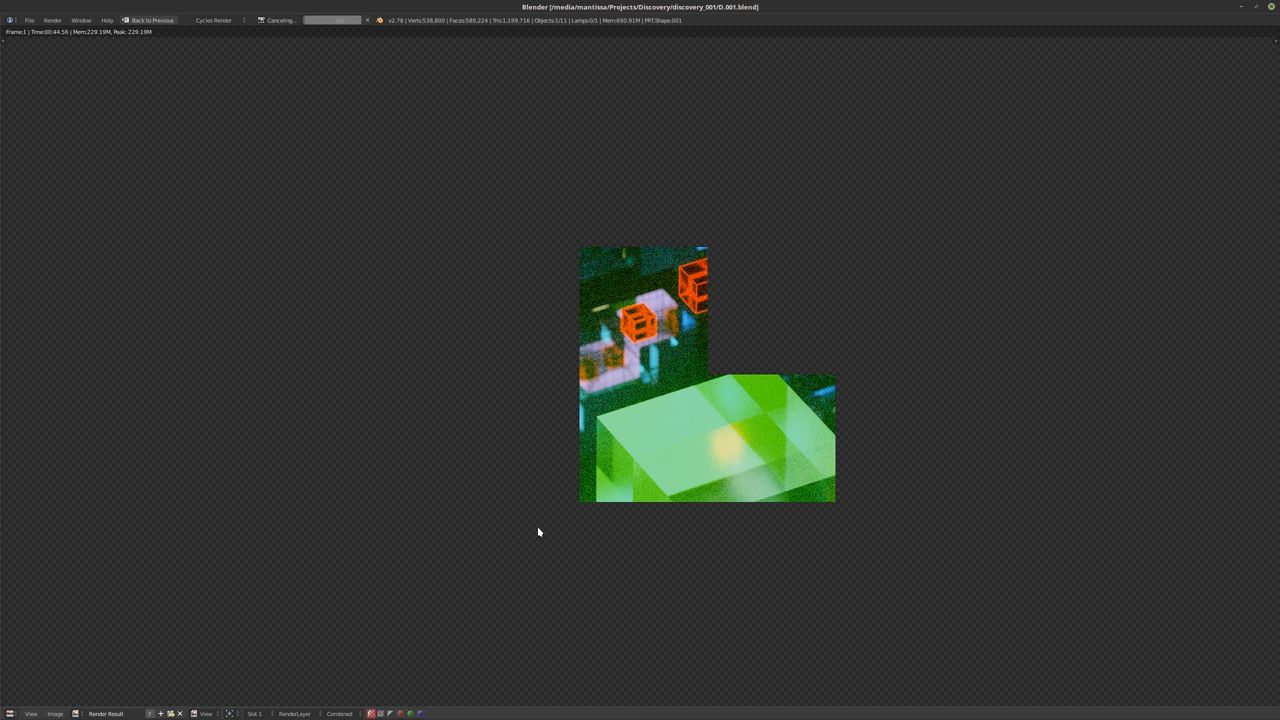 Blender [/media/mantissa/Projects/Discovery/discovery_001/D.001.blend]
File Render Window Help Back to Previous Cycles Render Canceling... v2.78 | Verts:538,800 | Faces:589,224 | Tris:1,199,716 | Objects:1/11 | Lamps:0/1 | Mem:690.91M | PRT.Shape:001
Frame:1 | Time:00:44.56 | Mem:229.19M, Peak: 229.19M
View Image Render Result F View Slot 1 RenderLayer Combined